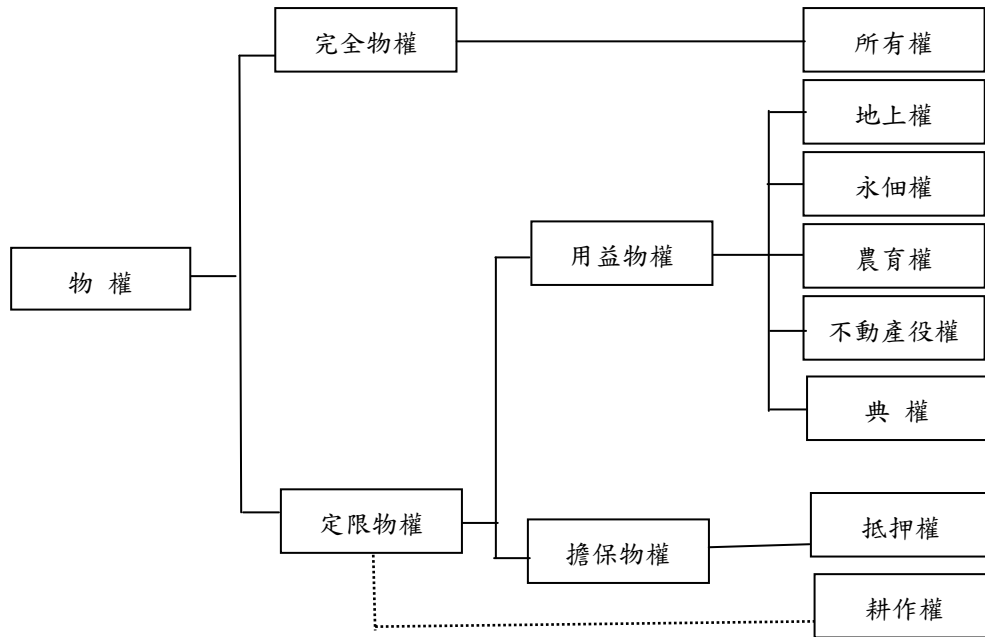 完全物權
所有權
地上權
永佃權
用益物權
農育權
物 權
不動產役權
典 權
定限物權
擔保物權
抵押權
耕作權